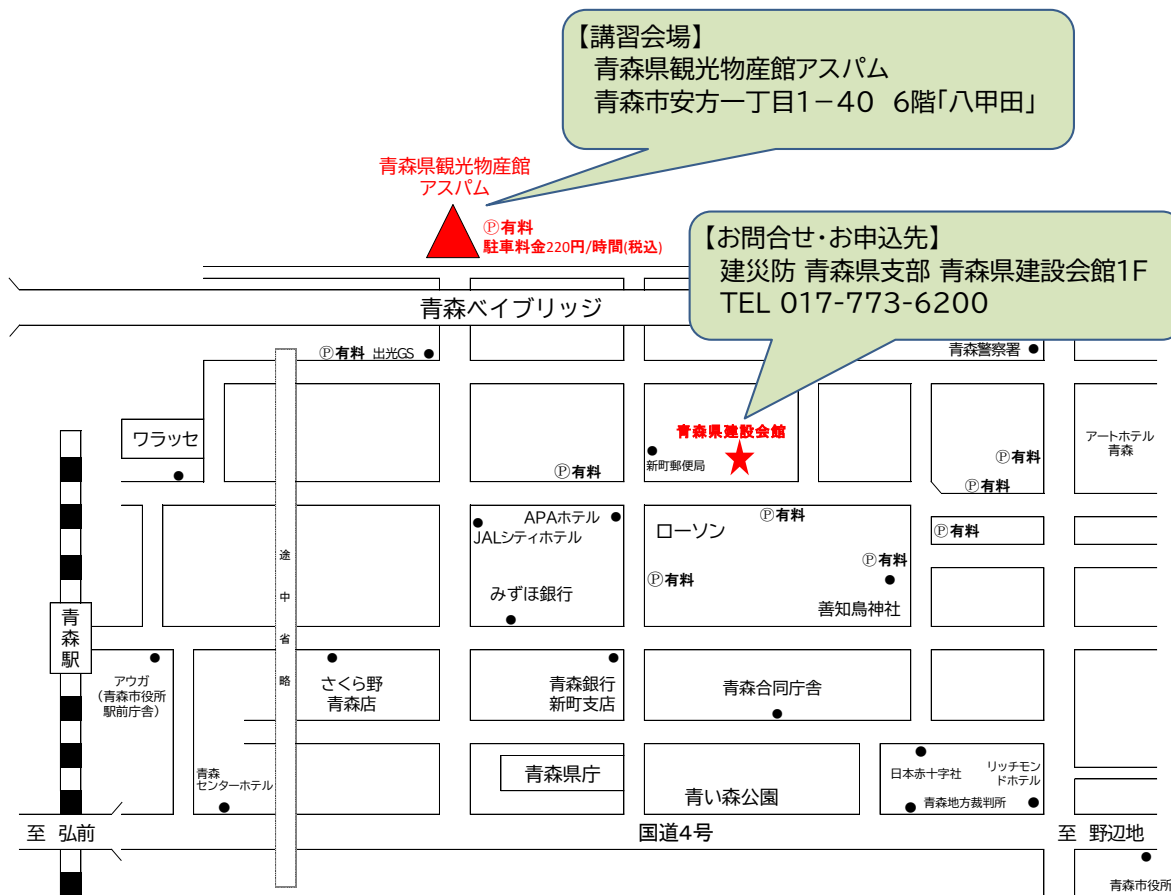 【講習会場】
青森県観光物産館アスパム
青森市安方一丁目1－40 6階「八甲田」
青森県観光物産館
アスパム
Ⓟ有料
駐車料金220円/時間(税込)
【お問合せ・お申込先】
建災防 青森県支部 青森県建設会館1F
TEL 017-773-6200
青森ベイブリッジ
Ⓟ有料 出光GS
青森警察署
ワラッセ
青森県建設会館
新町郵便局
アートホテル
青森
Ⓟ有料
Ⓟ有料
Ⓟ有料
APAホテル
JALシティホテル
ローソン
Ⓟ有料
Ⓟ有料
Ⓟ有料
Ⓟ有料
みずほ銀行
善知鳥神社
途中省略
青森駅
アウガ
（青森市役所
駅前庁舎）
さくら野
青森店
青森銀行
新町支店
青森合同庁舎
青森
センターホテル
青森県庁
青い森公園
日本赤十字社
リッチモン
ドホテル
青森地方裁判所
至 弘前
国道4号
至 野辺地
青森市役所